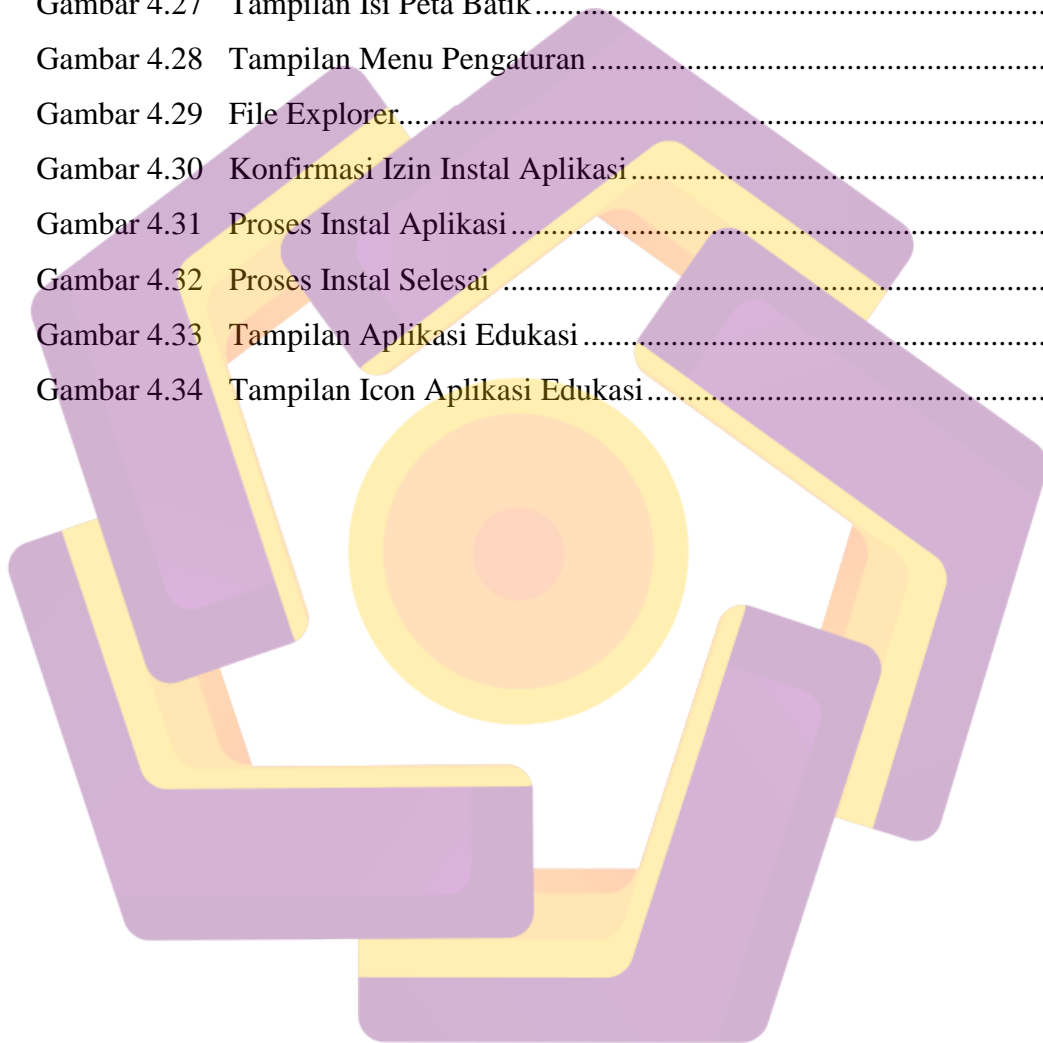 Gambar 4.27 Tampilan Isi Peta Batik................................................................
Gambar 4.28 Tampilan Menu Pengaturan.........................................................
Gambar 4.29 File Explorer................................................................................
Gambar 4.30 Konfirmasi Izin Instal Aplikasi....................................................
Gambar 4.31 Proses Instal Aplikasi...................................................................
Gambar 4.32 Proses Instal Selesai ....................................................................
Gambar 4.33 Tampilan Aplikasi Edukasi..........................................................
Gambar 4.34 Tampilan Icon Aplikasi Edukasi..................................................